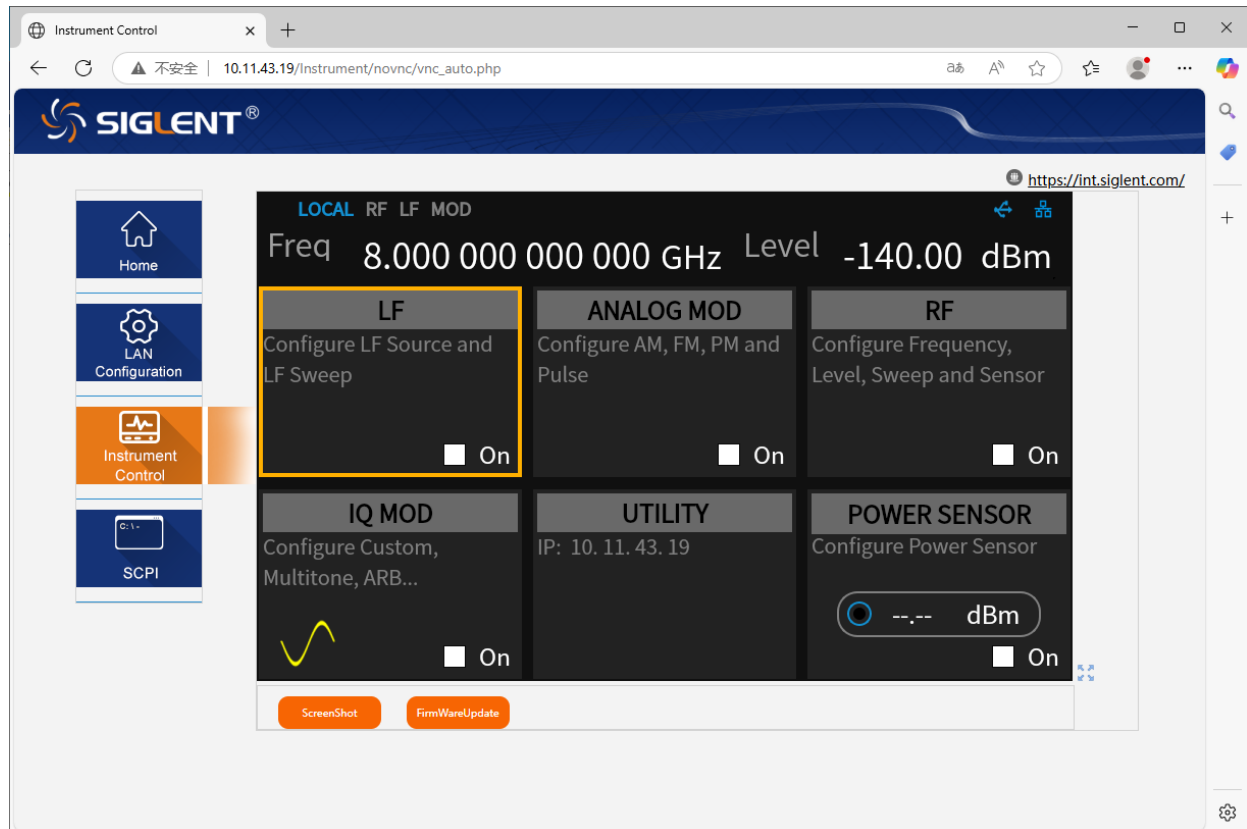 Instrument Control
不安全 | 10.11.43.19/Instrument/novnc/vnc_auto.php
SIGLENT®
https://int.siglent.com/
Home
LAN
Configuration
Instrument
Control
C:\-
SCPI
LOCAL RF LF MOD
Freq 8.000 000 000 000 GHz Level -140.00 dBm
LF
Configure LF Source and
LF Sweep
On
ANALOG MOD
Configure AM, FM, PM and
Pulse
On
RF
Configure Frequency,
Level, Sweep and Sensor
On
IQ MOD
Configure Custom,
Multitone, ARB...
On
UTILITY
IP: 10. 11. 43. 19
POWER SENSOR
Configure Power Sensor
--.-- dBm
On
ScreenShot
FirmWareUpdate